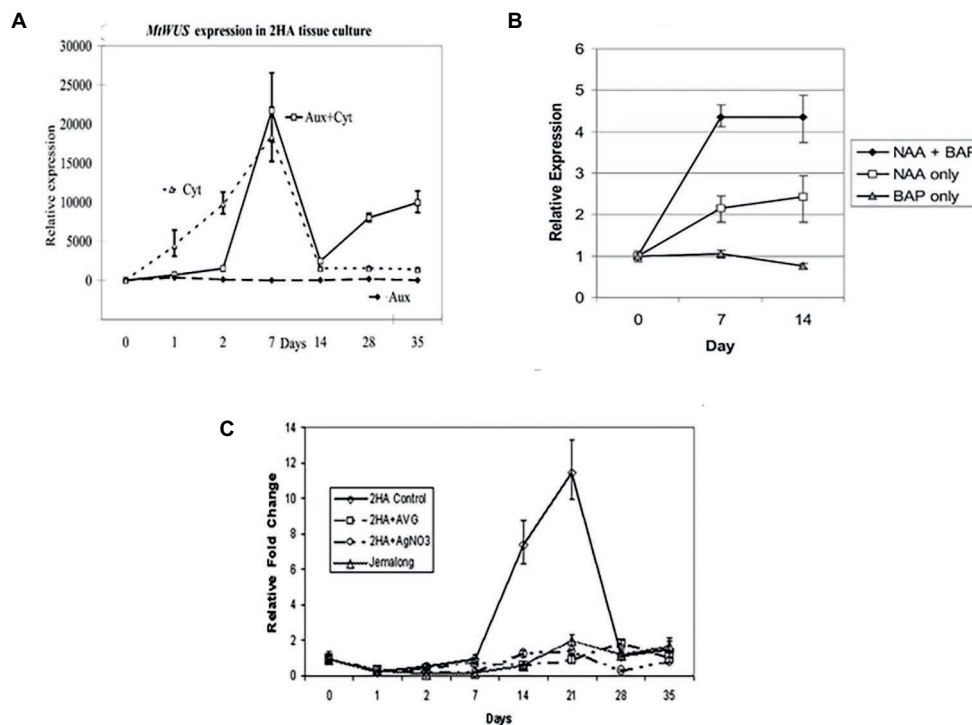 A
MtWUS expression in 2HA tissue culture
30000
25000
20000
15000
10000
5000
0
Relative expression
Aux+Cyt
Cyt
Aux
0 1 2 7 Days 14 28 35
B
6
5
4
3
2
1
0
Relative Expression
0 7 14
Day
NAA + BAP
NAA only
BAP only
C
14
12
10
8
6
4
2
0
Relative Fold Change
2HA Control
2HA+AVG
2HA+AgNO3
Jemalong
0 1 2 7 14 21 28 35
Days